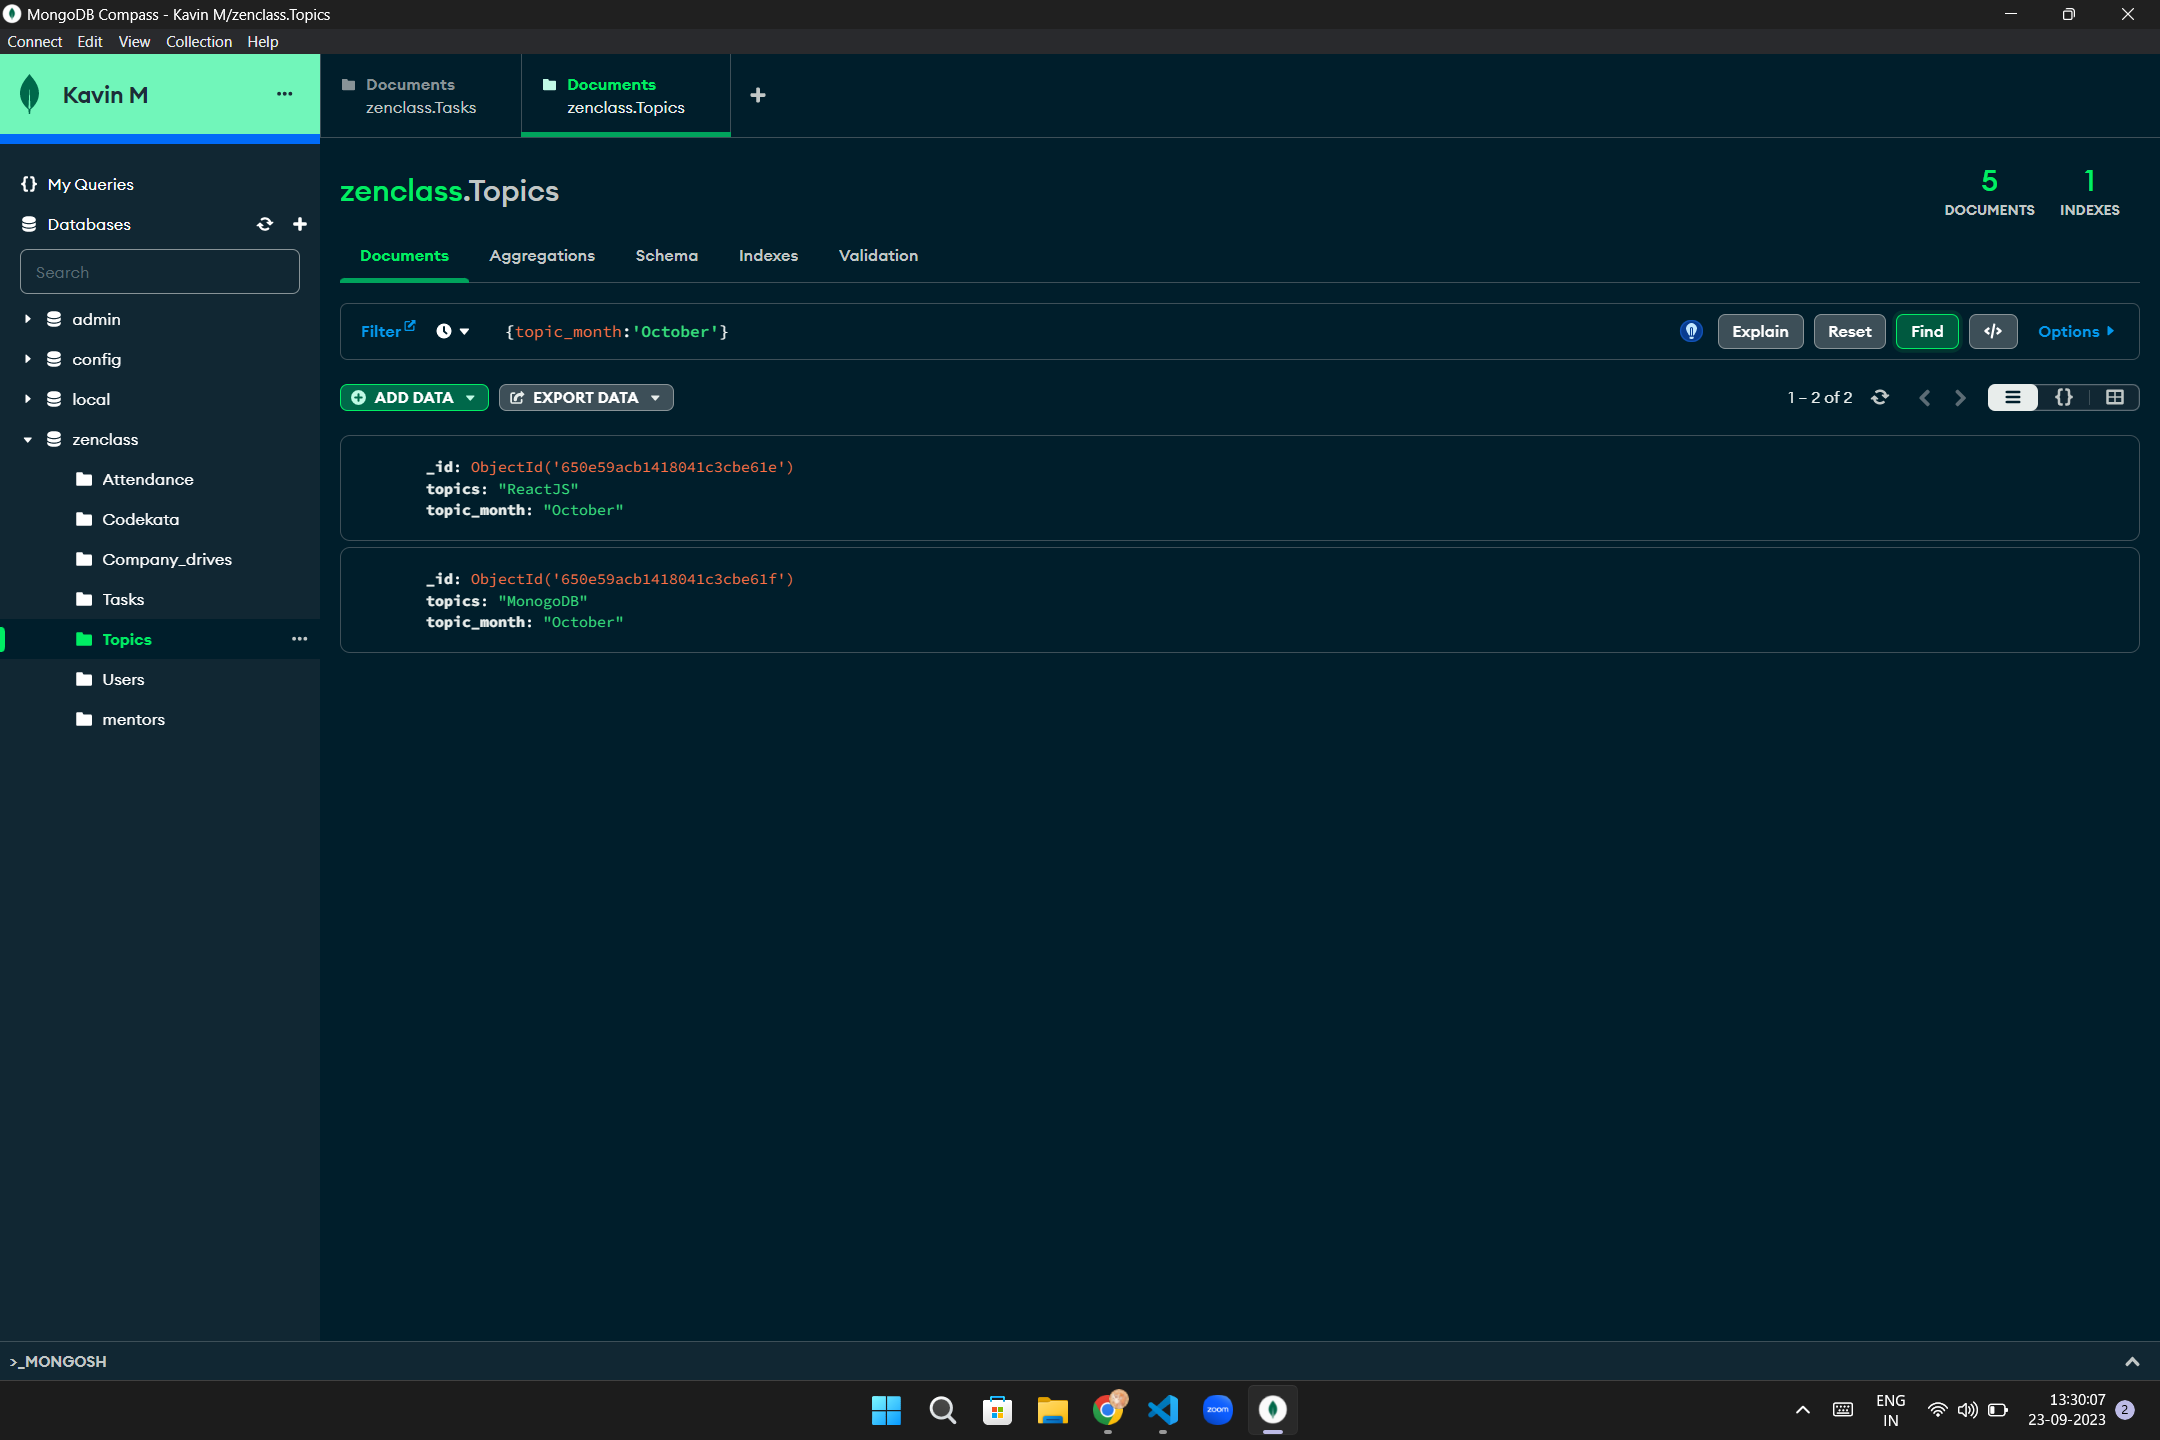 MongoDB Compass - Kavin M/zenclass.Topics
Connect Edit View Collection Help
Kavin M
Documents
zenclass.Tasks
Documents
zenclass.Topics
My Queries
Databases
Search
admin
config
local
zenclass
Attendance
Codekata
Company_drives
Tasks
Topics
Users
mentors
zenclass.Topics
5
DOCUMENTS
1
INDEXES
Documents Aggregations Schema Indexes Validation
Filter {topic_month:'October'} Explain Reset Find </> Options
ADD DATA EXPORT DATA 1 – 2 of 2 {}
_id: ObjectId('650e59acb1418041c3cbe61e')
topics: "ReactJS"
topic_month: "October"
_id: ObjectId('650e59acb1418041c3cbe61f')
topics: "MonogoDB"
topic_month: "October"
>_MONGOSH
zoom
ENG
IN
13:30:07
23-09-2023
2